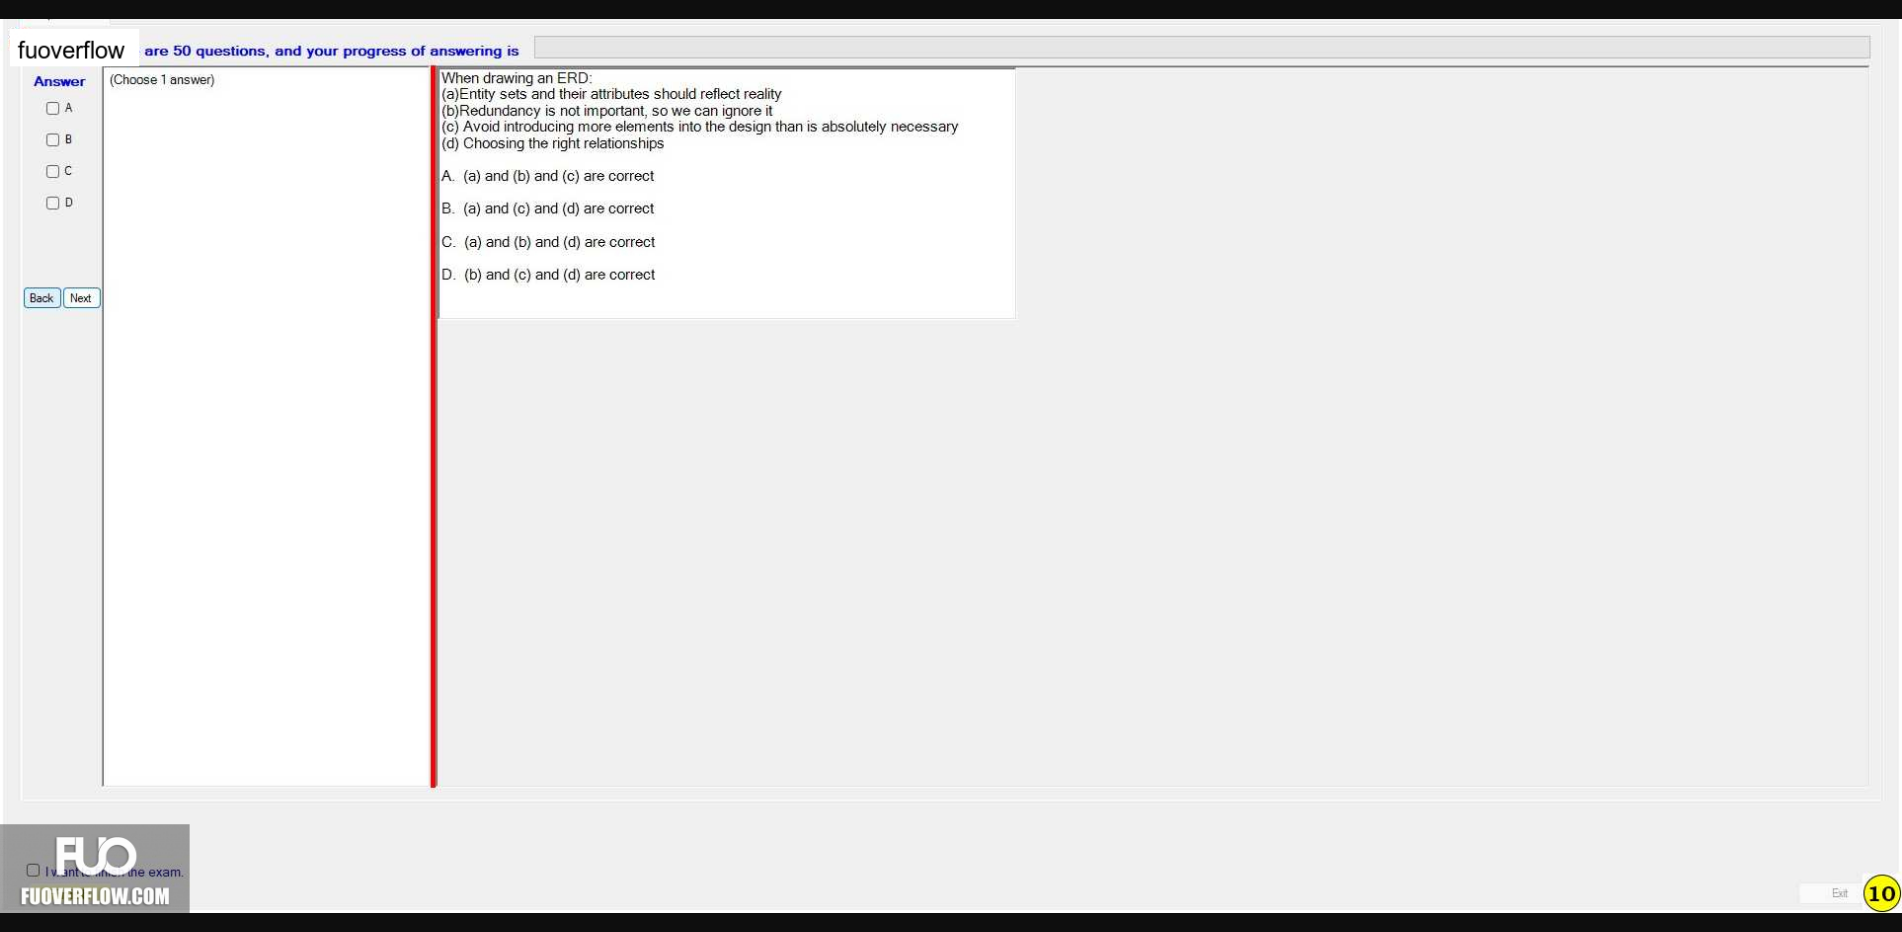 fuoverflow are 50 questions, and your progress of answering is
Answer
(Choose 1 answer)
A
B
C
D
Back Next
When drawing an ERD:
(a)Entity sets and their attributes should reflect reality
(b)Redundancy is not important, so we can ignore it
(c) Avoid introducing more elements into the design than is absolutely necessary
(d) Choosing the right relationships
A. (a) and (b) and (c) are correct
B. (a) and (c) and (d) are correct
C. (a) and (b) and (d) are correct
D. (b) and (c) and (d) are correct
FUO
I want to finish the exam.
FUOVERFLOW.COM
Exit
10